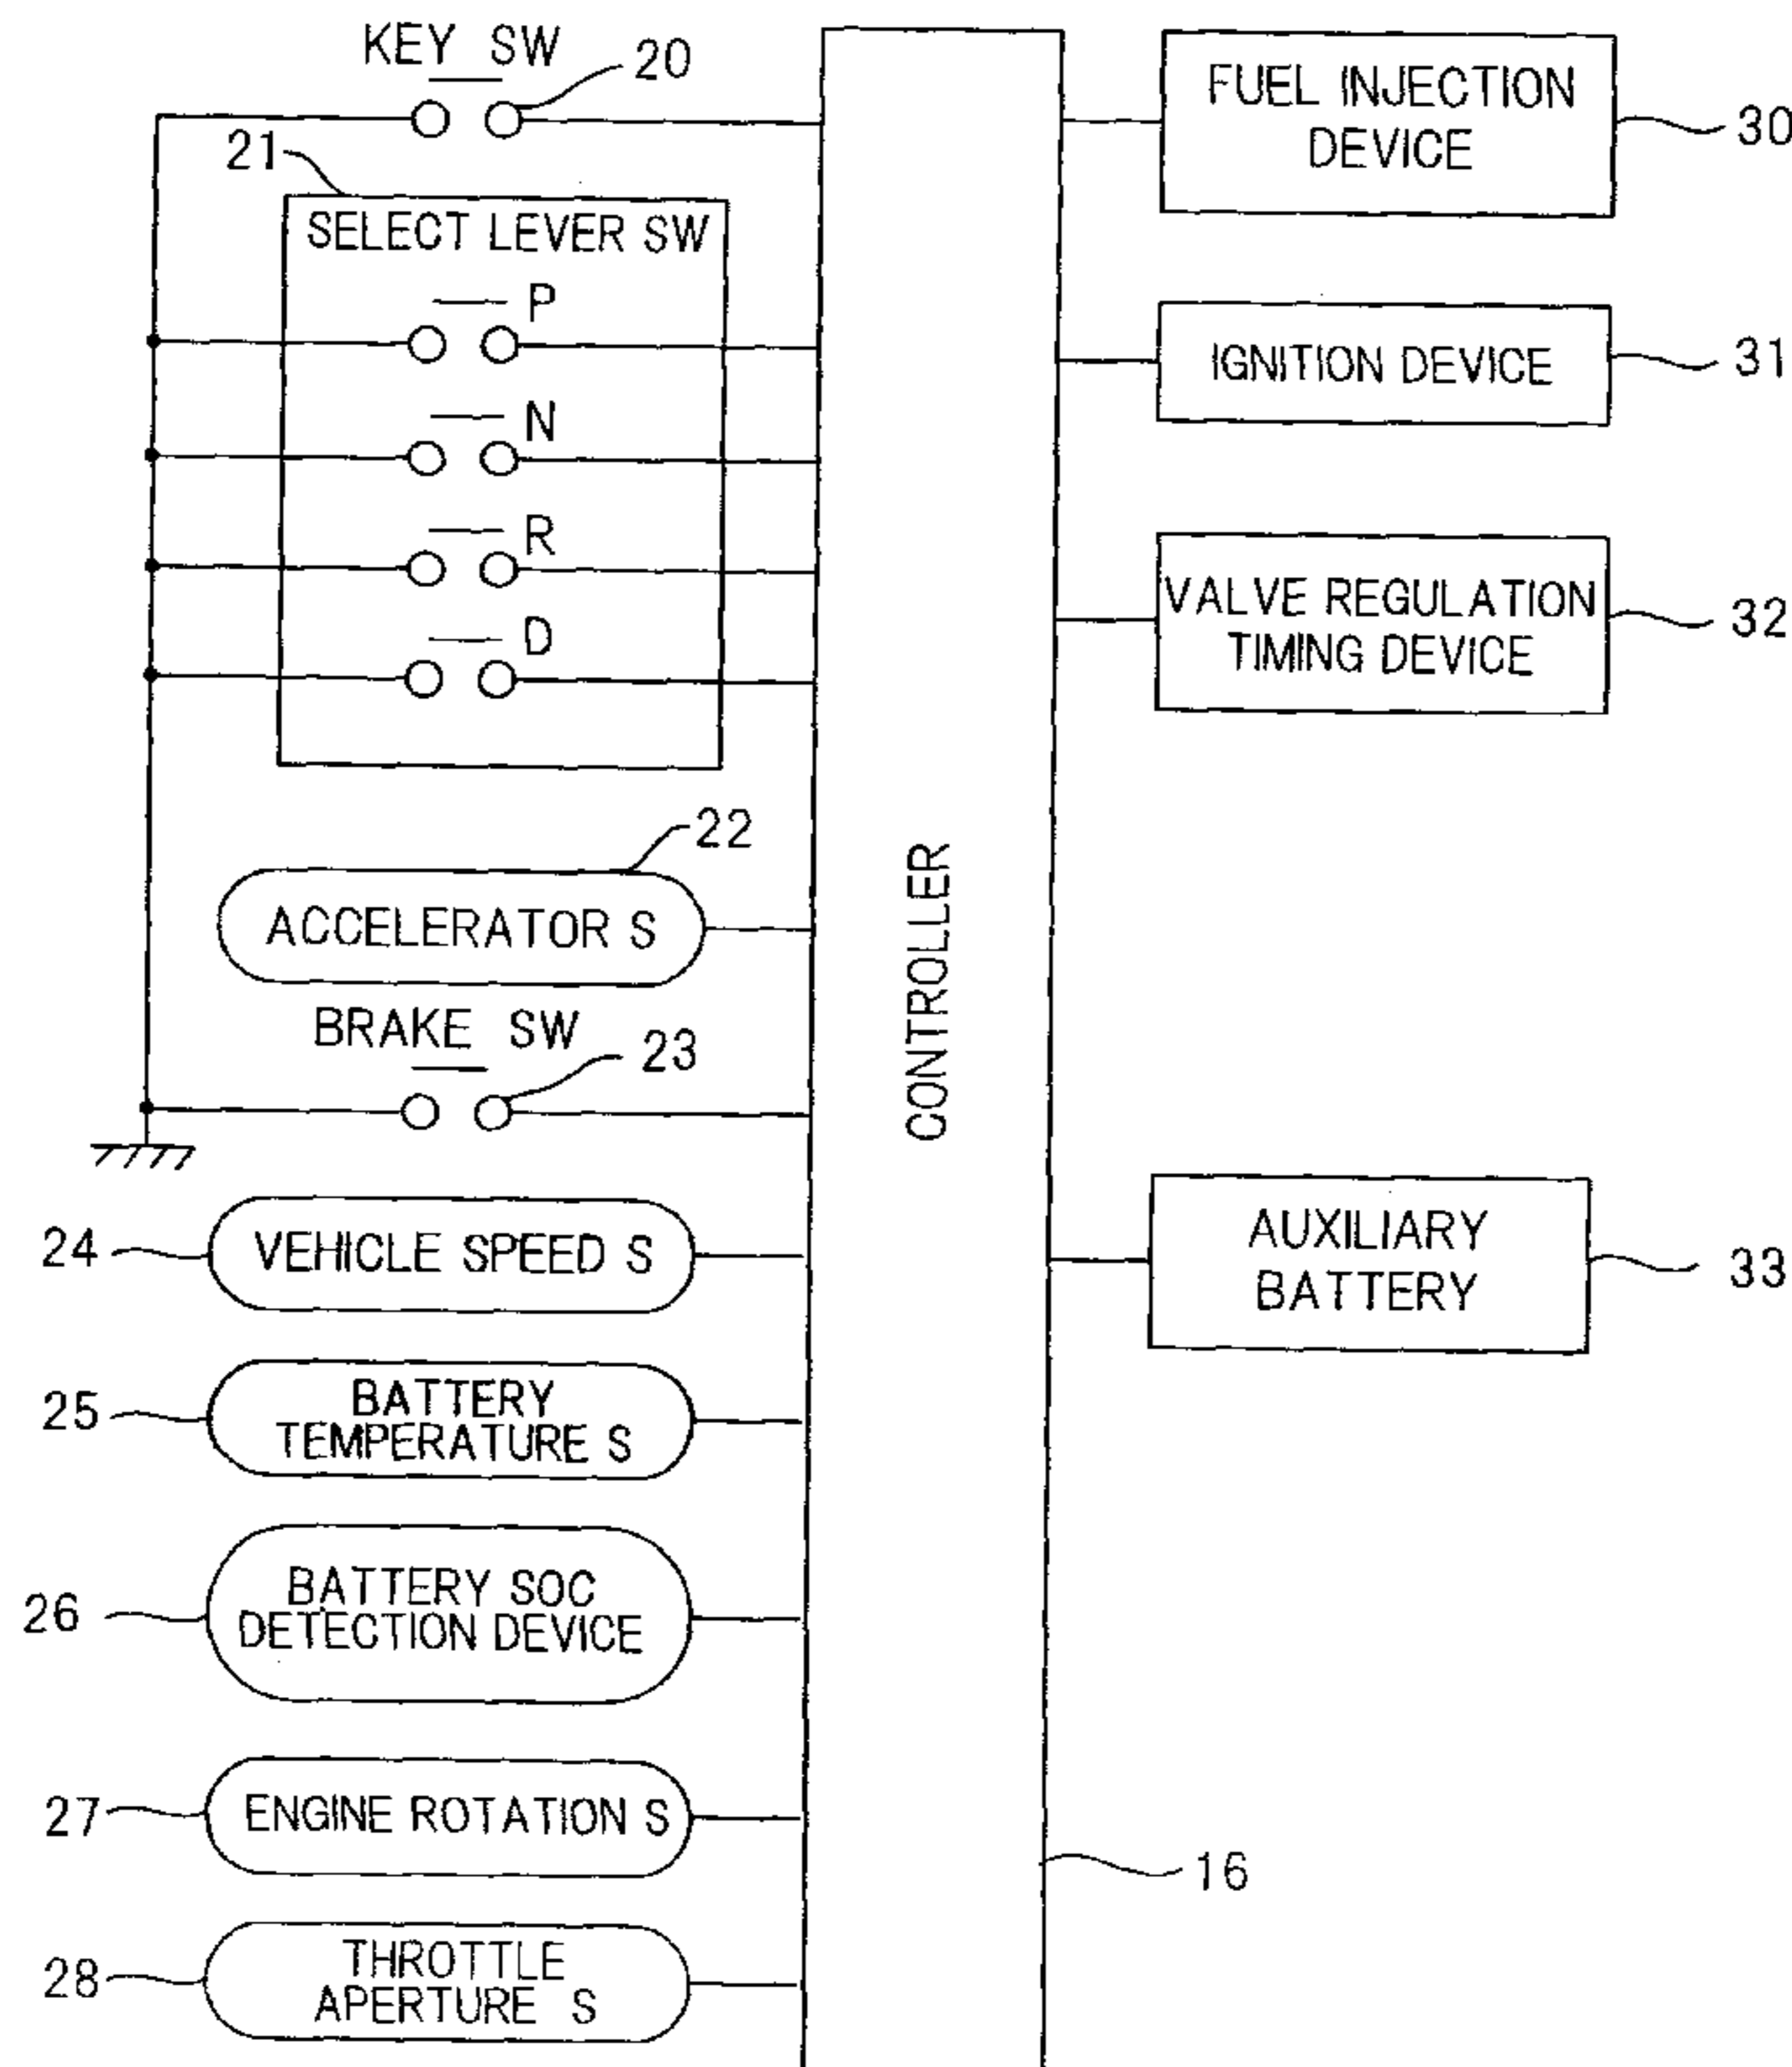 KEY SW
20
21
SELECT LEVER SW
P
N
R
D
22
ACCELERATOR S
BRAKE SW
23
24
VEHICLE SPEED S
25
BATTERY
TEMPERATURE S
26
BATTERY SOC
DETECTION DEVICE
27
ENGINE ROTATION S
28
THROTTLE
APERTURE S
CONTROLLER
16
FUEL INJECTION
DEVICE
30
IGNITION DEVICE
31
VALVE REGULATION
TIMING DEVICE
32
AUXILIARY
BATTERY
33